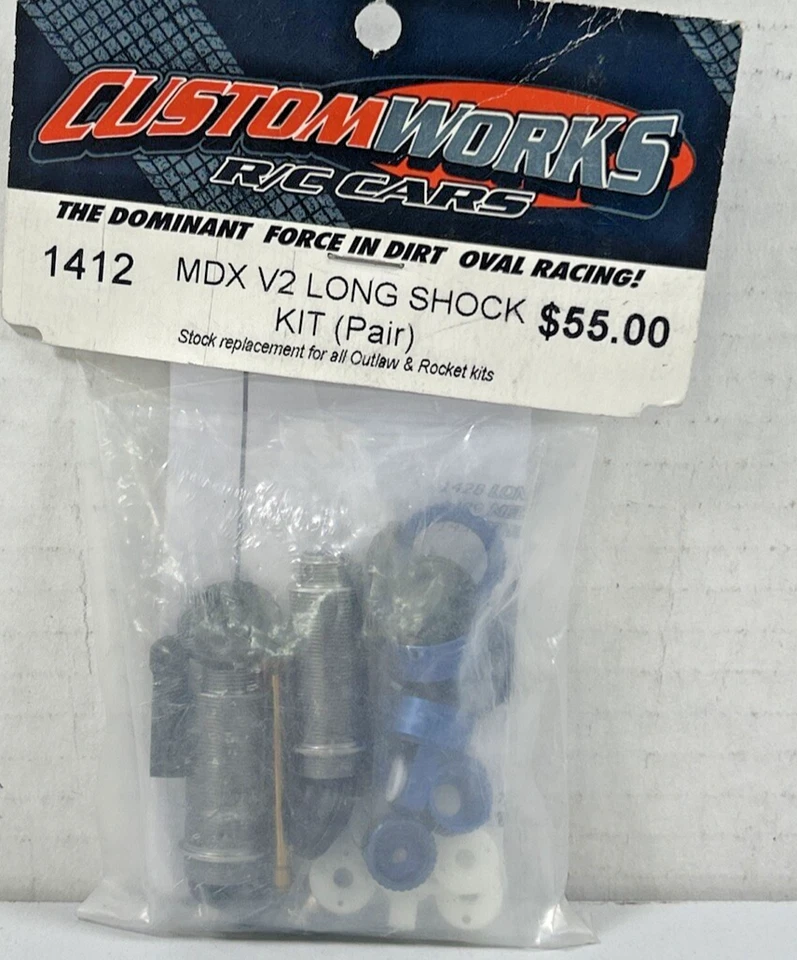 CUSTOMWORKS
R/C CARS
THE DOMINANT FORCE IN DIRT OVAL RACING!
1412 MDX V2 LONG SHOCK $55.00
KIT (Pair)
Stock replacement for all Outlaw & Rocket kits